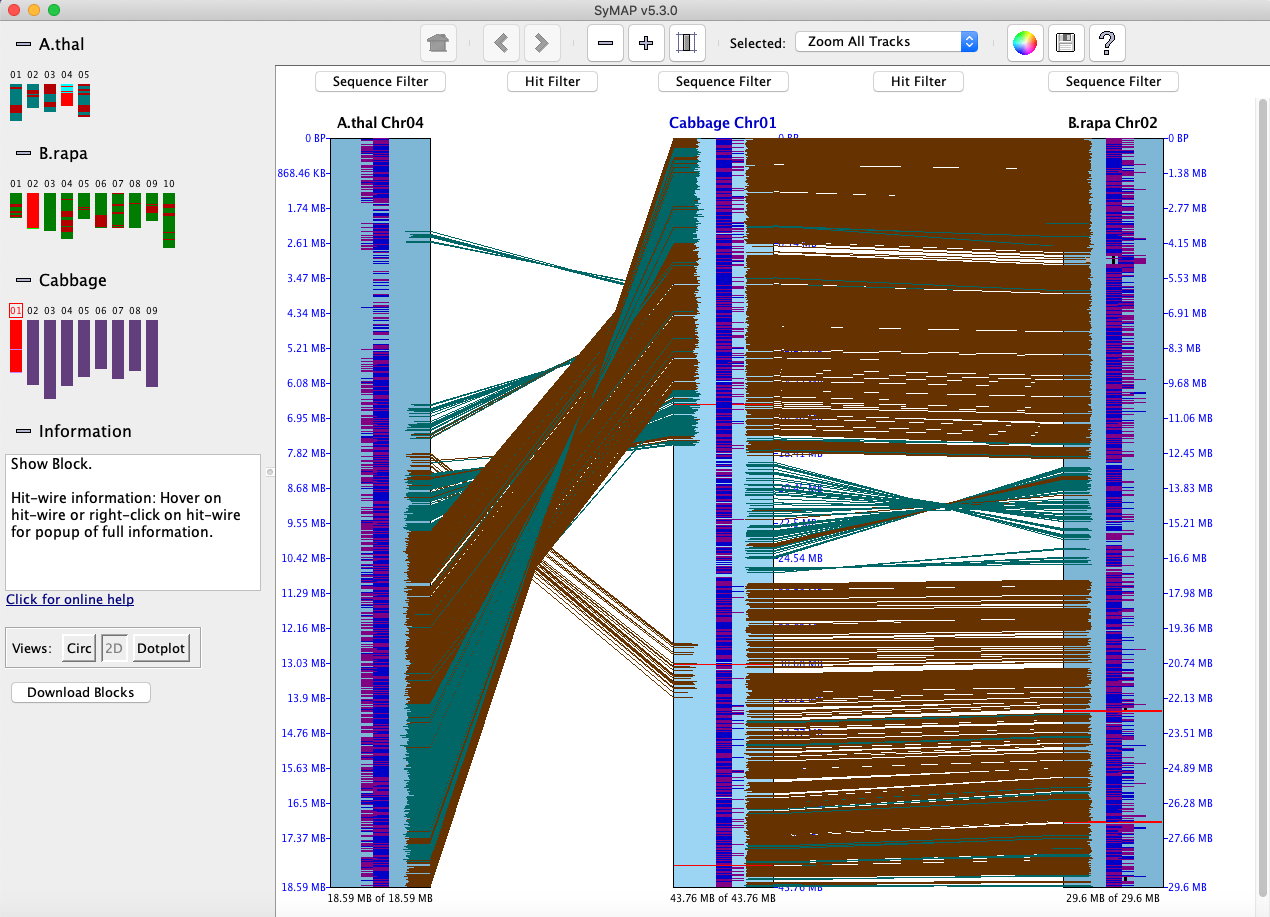 SyMAP v5.3.0
Selected: Zoom All Tracks
A.thal
01 02 03 04 05
B.rapa
01 02 03 04 05 06 07 08 09 10
Cabbage
01 02 03 04 05 06 07 08 09
Information
Show Block.
Hit-wire information: Hover on
hit-wire or right-click on hit-wire
for popup of full information.
Click for online help
Views: Circ 2D Dotplot
Download Blocks
Sequence Filter Hit Filter Sequence Filter Hit Filter Sequence Filter
A.thal Chr04 Cabbage Chr01 B.rapa Chr02
0 BP
868.46 KB
1.74 MB
2.61 MB
3.47 MB
4.34 MB
5.21 MB
6.08 MB
6.95 MB
7.82 MB
8.68 MB
9.55 MB
10.42 MB
11.29 MB
12.16 MB
13.03 MB
13.9 MB
14.76 MB
15.63 MB
16.5 MB
17.37 MB
18.59 MB
18.59 MB of 18.59 MB
0 BP
24.54 MB
43.76 MB
43.76 MB of 43.76 MB
0 BP
1.38 MB
2.77 MB
4.15 MB
5.53 MB
6.91 MB
8.3 MB
9.68 MB
11.06 MB
12.45 MB
13.83 MB
15.21 MB
16.6 MB
17.98 MB
19.36 MB
20.74 MB
22.13 MB
23.51 MB
24.89 MB
26.28 MB
27.66 MB
29.6 MB
29.6 MB of 29.6 MB